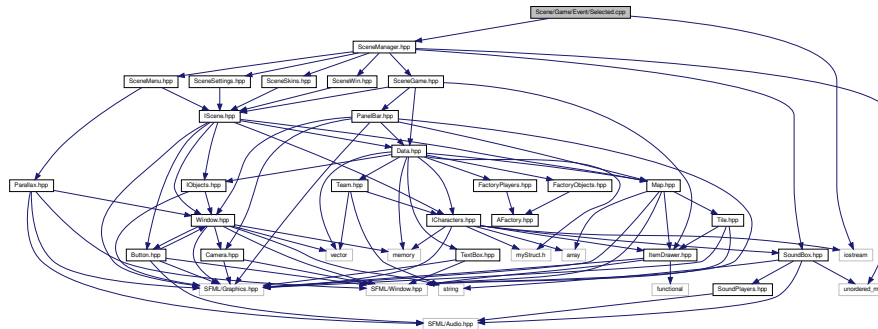 Scene/Game/Event/Selected.cpp
SceneManager.hpp
SceneMenu.hpp
SceneSettings.hpp
SceneSkins.hpp
SceneWin.hpp
SceneGame.hpp
IScene.hpp
PanelBar.hpp
Data.hpp
Parallax.hpp
IObjects.hpp
Team.hpp
FactoryPlayers.hpp
FactoryObjects.hpp
Map.hpp
Window.hpp
ICharacters.hpp
AFactory.hpp
Tile.hpp
Button.hpp
Camera.hpp
vector
memory
TextBox.hpp
myStruct.h
array
ItemDrawer.hpp
SoundBox.hpp
iostream
SFML/Graphics.hpp
SFML/Window.hpp
string
functional
SoundPlayers.hpp
SFML/Audio.hpp